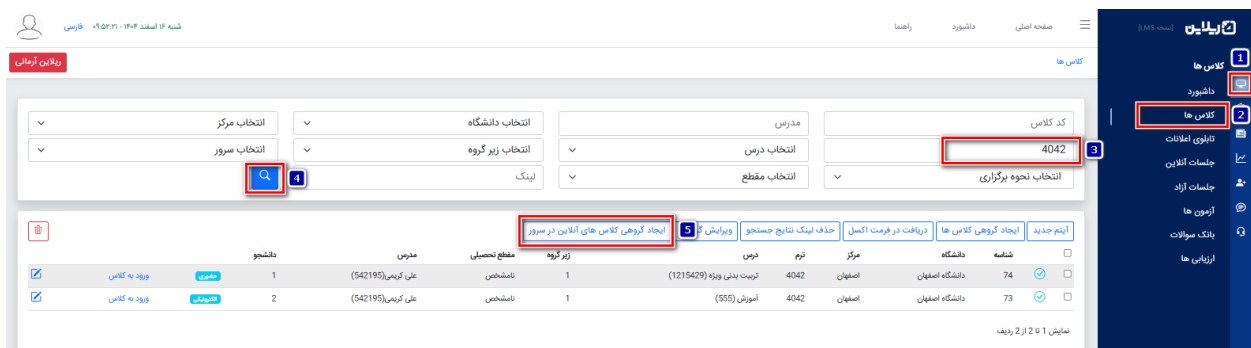 ریلاین [نسخه LMS]
صفحه اصلی داشبورد راهنما
شنبه ۱۶ اسفند ۱۴۰۴ - ۰۹:۵۲:۲۱ فارسی
1
کلاس ها
داشبورد
کلاس ها 2
تابلوی اعلانات
جلسات آنلاین
جلسات آزاد
آزمون ها
بانک سوالات
ارزیابی ها
کلاس ها
ریلاین آرمانی
کد کلاس مدرس انتخاب دانشگاه انتخاب مرکز
4042 3 انتخاب درس انتخاب زیر گروه انتخاب سرور
انتخاب نحوه برگزاری انتخاب مقطع لینک 4
آیتم جدید ایجاد گروهی کلاس ها دریافت در فرمت اکسل حذف لینک نتایج جستجو ویرایش 5 ایجاد گروهی کلاس های آنلاین در سرور
شناسه دانشگاه مرکز ترم درس زیر گروه مقطع تحصیلی مدرس دانشجو
74 دانشگاه اصفهان اصفهان 4042 تربیت بدنی ویژه (1215429) 1 نامشخص علی کریمی(542195) 1 حضوری ورود به کلاس
73 دانشگاه اصفهان اصفهان 4042 آموزش (555) 1 نامشخص علی کریمی(542195) 2 الکترونیکی ورود به کلاس
نمایش 1 تا 2 از 2 ردیف